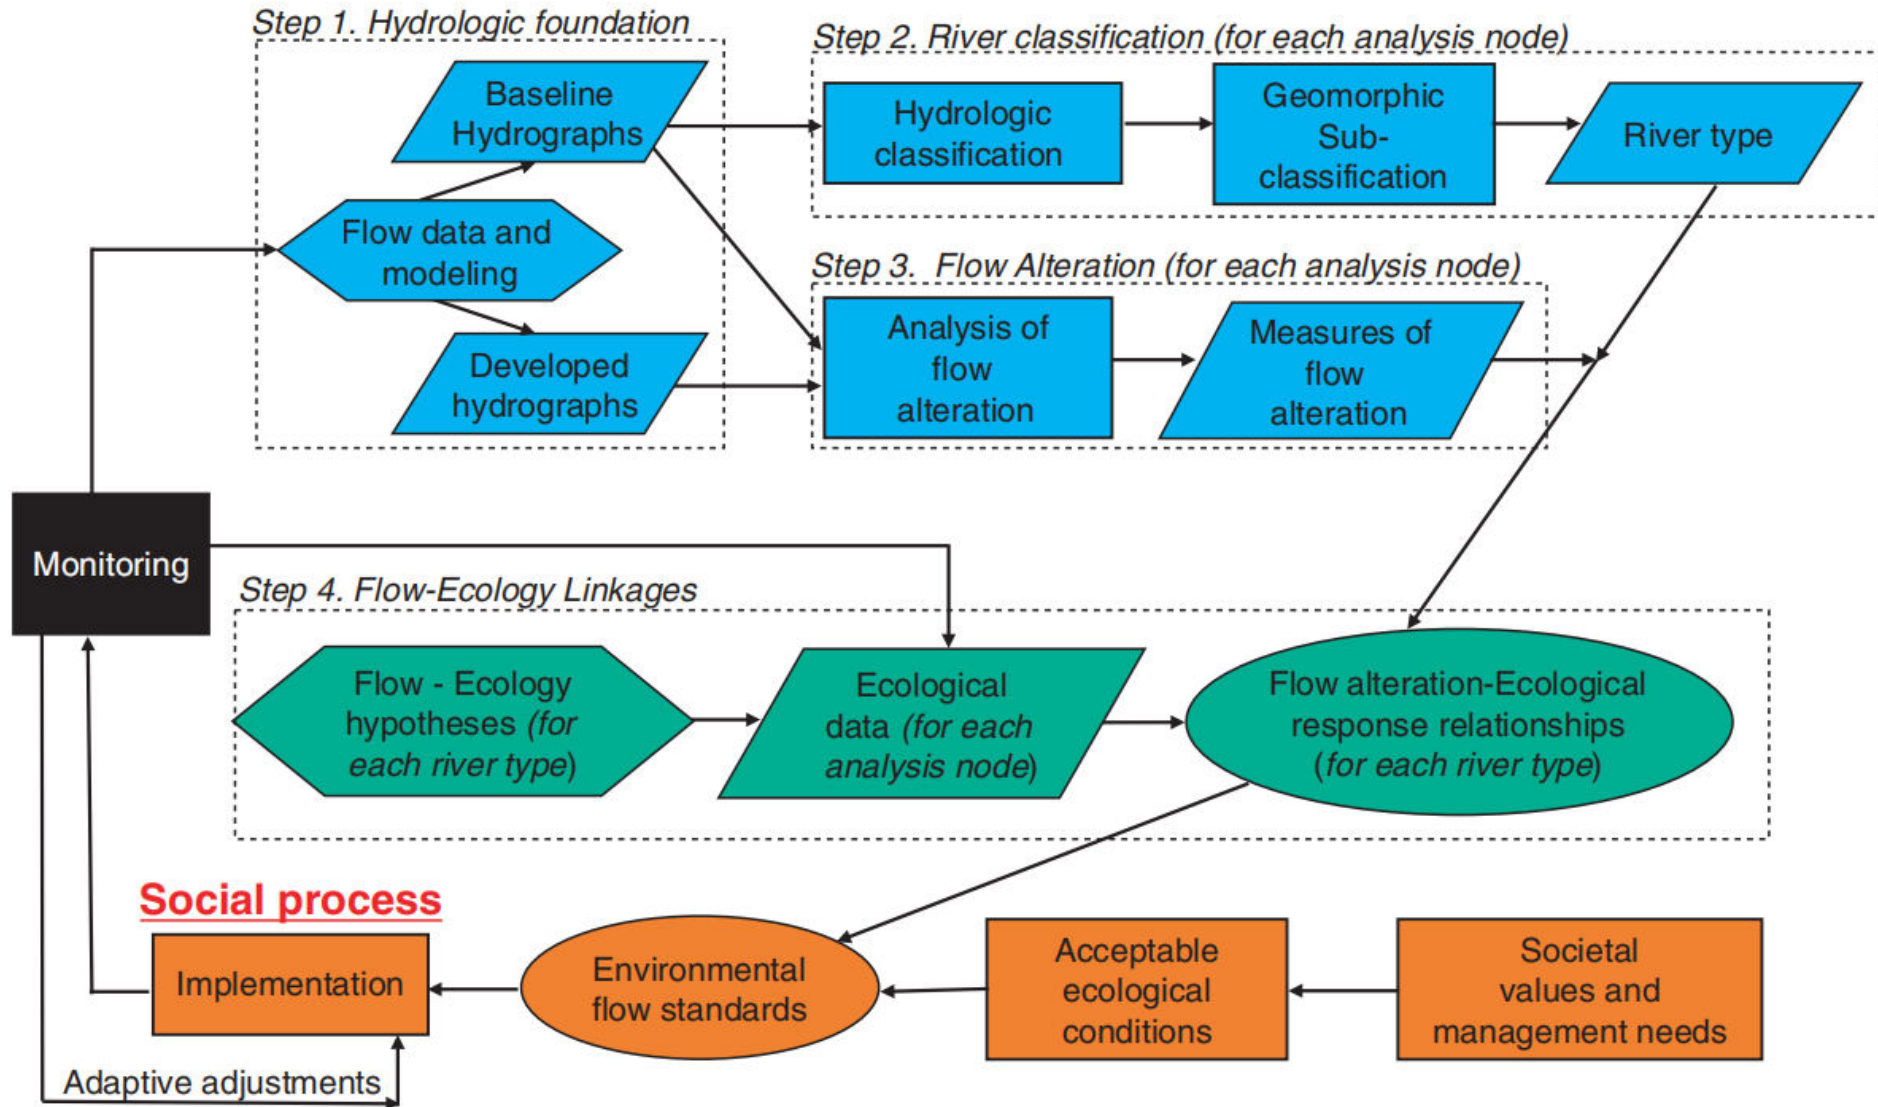 Step 1. Hydrologic foundation
Baseline
Hydrographs
Flow data and
modeling
Developed
hydrographs
Step 2. River classification (for each analysis node)
Hydrologic
classification
Geomorphic
Sub-
classification
River type
Step 3.  Flow Alteration (for each analysis node)
Analysis of
flow
alteration
Measures of
flow
alteration
Monitoring
Step 4. Flow-Ecology Linkages
Flow - Ecology
hypotheses (for
each river type)
Ecological
data (for each
analysis node)
Flow alteration-Ecological
response relationships
(for each river type)
Social process
Implementation
Environmental
flow standards
Acceptable
ecological
conditions
Societal
values and
management needs
Adaptive adjustments